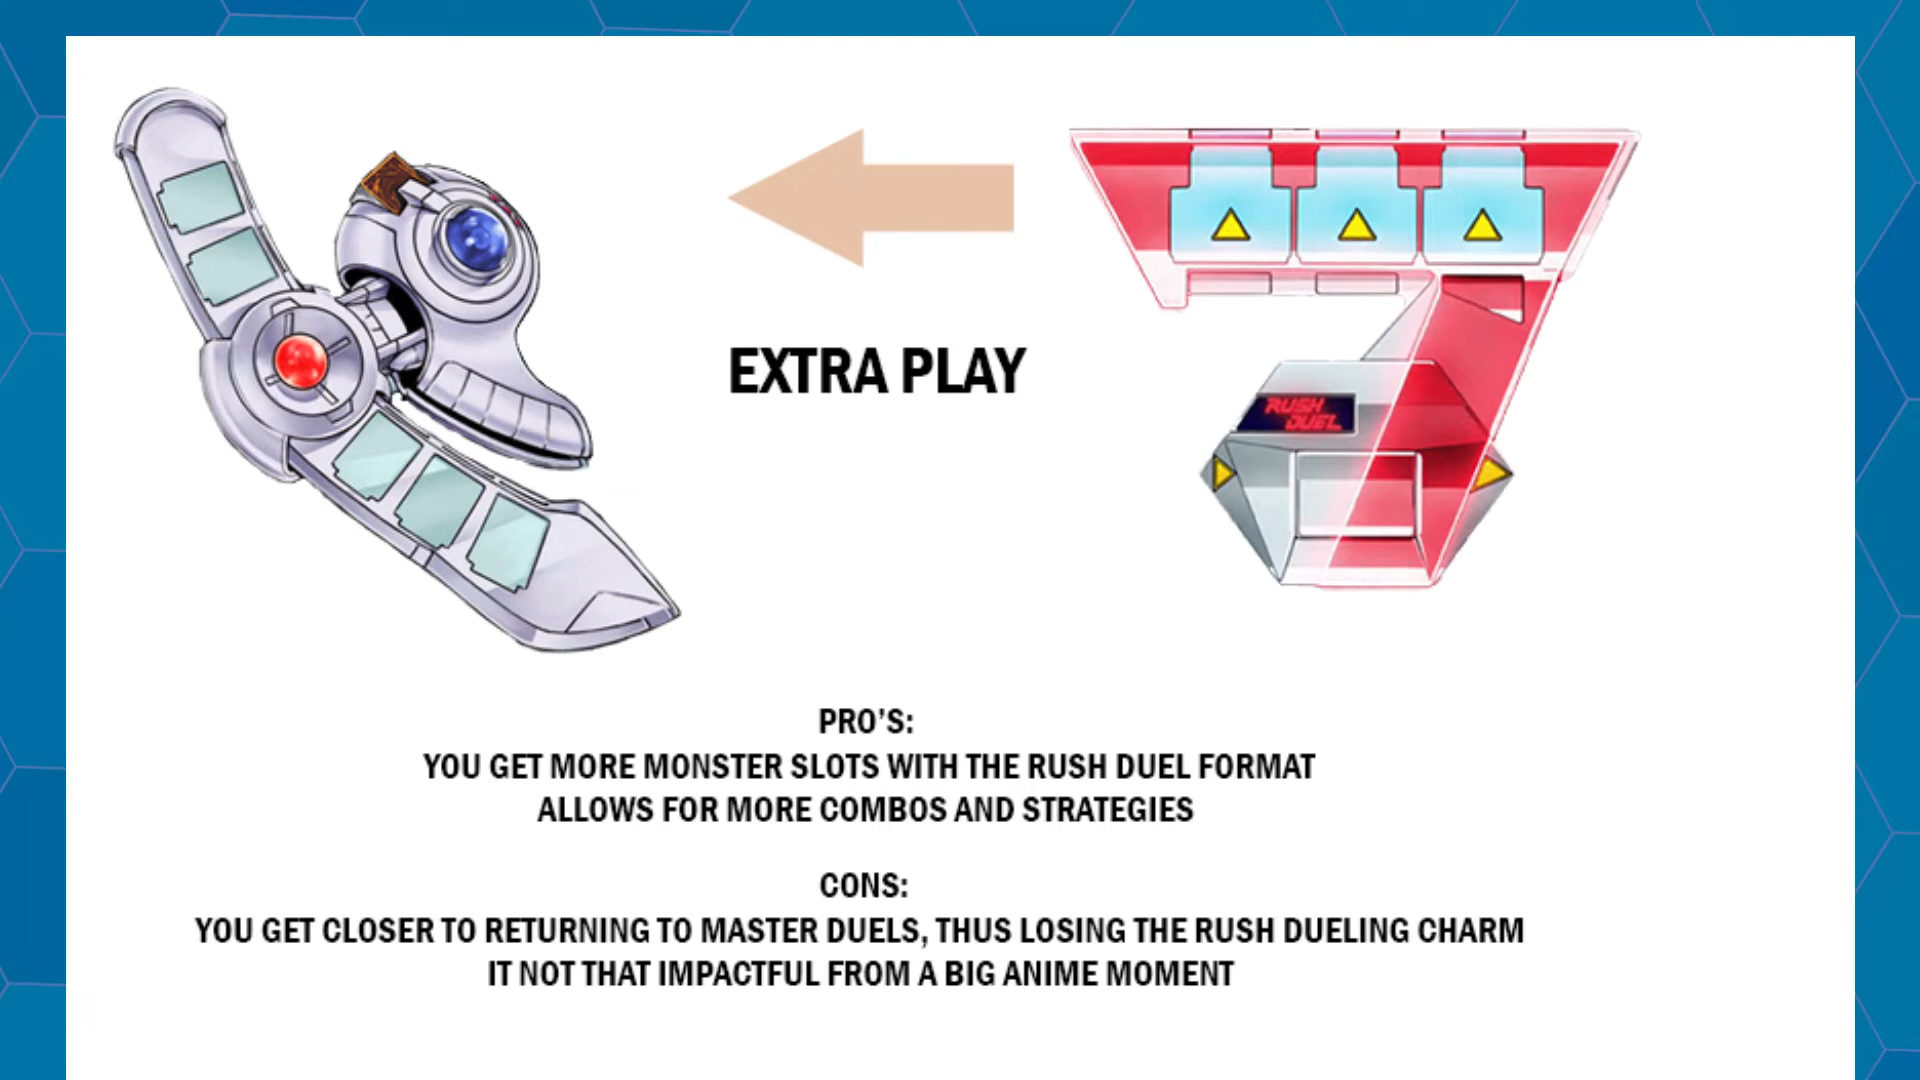 EXTRA PLAY
RUSH
DUEL
PRO'S:
YOU GET MORE MONSTER SLOTS WITH THE RUSH DUEL FORMAT
ALLOWS FOR MORE COMBOS AND STRATEGIES
CONS:
YOU GET CLOSER TO RETURNING TO MASTER DUELS, THUS LOSING THE RUSH DUELING CHARM
IT NOT THAT IMPACTFUL FROM A BIG ANIME MOMENT